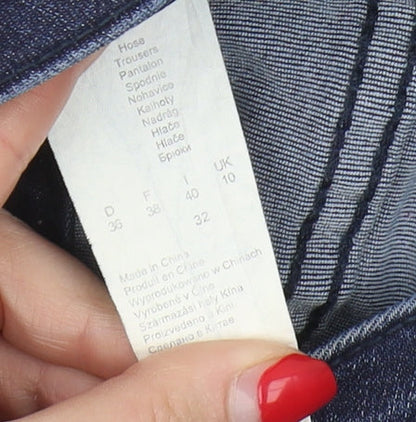 Hose
Trousers
Pantalon
Spodnie
Nohavice
Kalhoty
Nadrág
Hlače
Hlače
Брюки
D F I UK
36 38 40 10
32
Made in China
Produit en Chine
Wyprodukowano w Chinach
Vyrobené v Číne
Származási hely Kína
Proizvedeno u Kini
Сделано в Китае